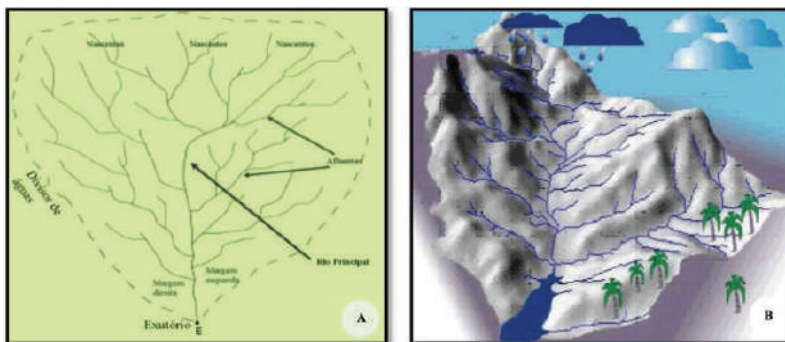 Nascentes Nascentes Nascentes
Afluentes
Divisor de
águas
Rio Principal
Margem
direita
Margem
esquerda
Exutório
A
B